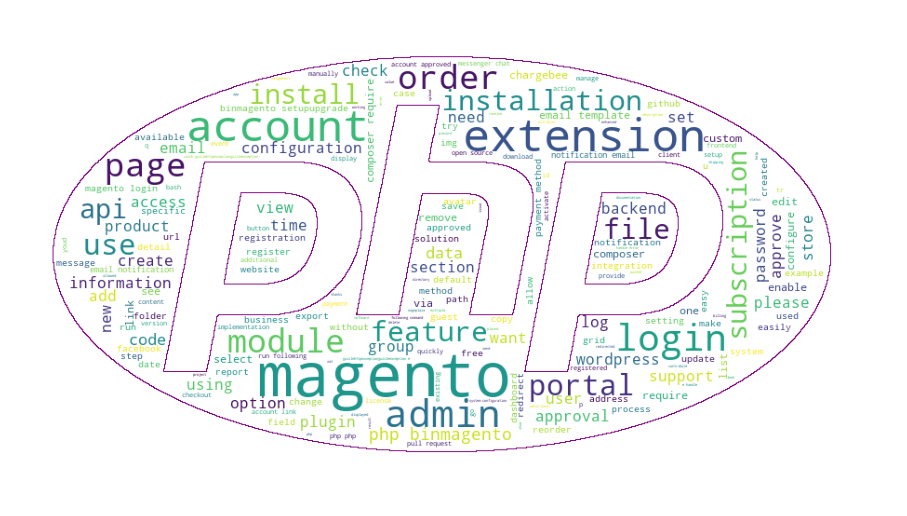 messenger chat
account approved
manually
check
order
chargebee
case
action
manage
install
composer require
installation
github
binmagento setupupgrade
need
email template
set
account
try
extension
custom
available
img
email
configuration
open source
download
notification email
client
frontend
setup
display
page
magento login
bash
payment method
subscription
created
tr
access
specific
api
product
url
view
button
time
registration
register
additional
website
save
avatar
remove
approved
solution
data
section
default
method
directory
path
via
guest
backend
file
notification
composer
integration
provide
activate
allow
edit
password
approve
configure
store
use
detail
message
create
email notification
information
example
enable
see
add
content
link
folder
new
run
version
code
facebook
step
date
please
used
easily
easy
one
make
setting
log
copy
business
export
implementation
without
feature
want
module
group
quickly
free
select
run following
report
grid
login
wordpress
update
system
registered
list
support
magento
using
checkout
project
portal
existing
dashboard
redirect
user
address
require
option
change
license
account link
admin
approval
process
field
plugin
php binmagento
reorder
php php
pull request